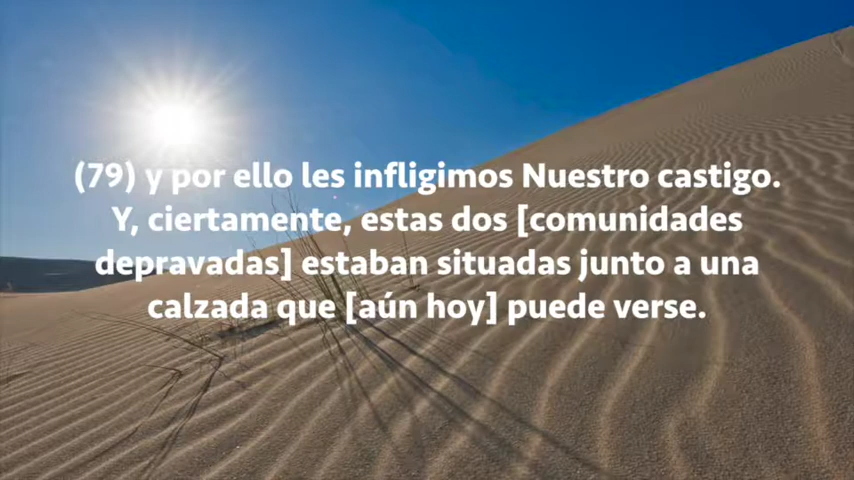 (79) y por ello les infligimos Nuestro castigo.
Y, ciertamente, estas dos [comunidades
depravadas] estaban situadas junto a una
calzada que [aún hoy] puede verse.